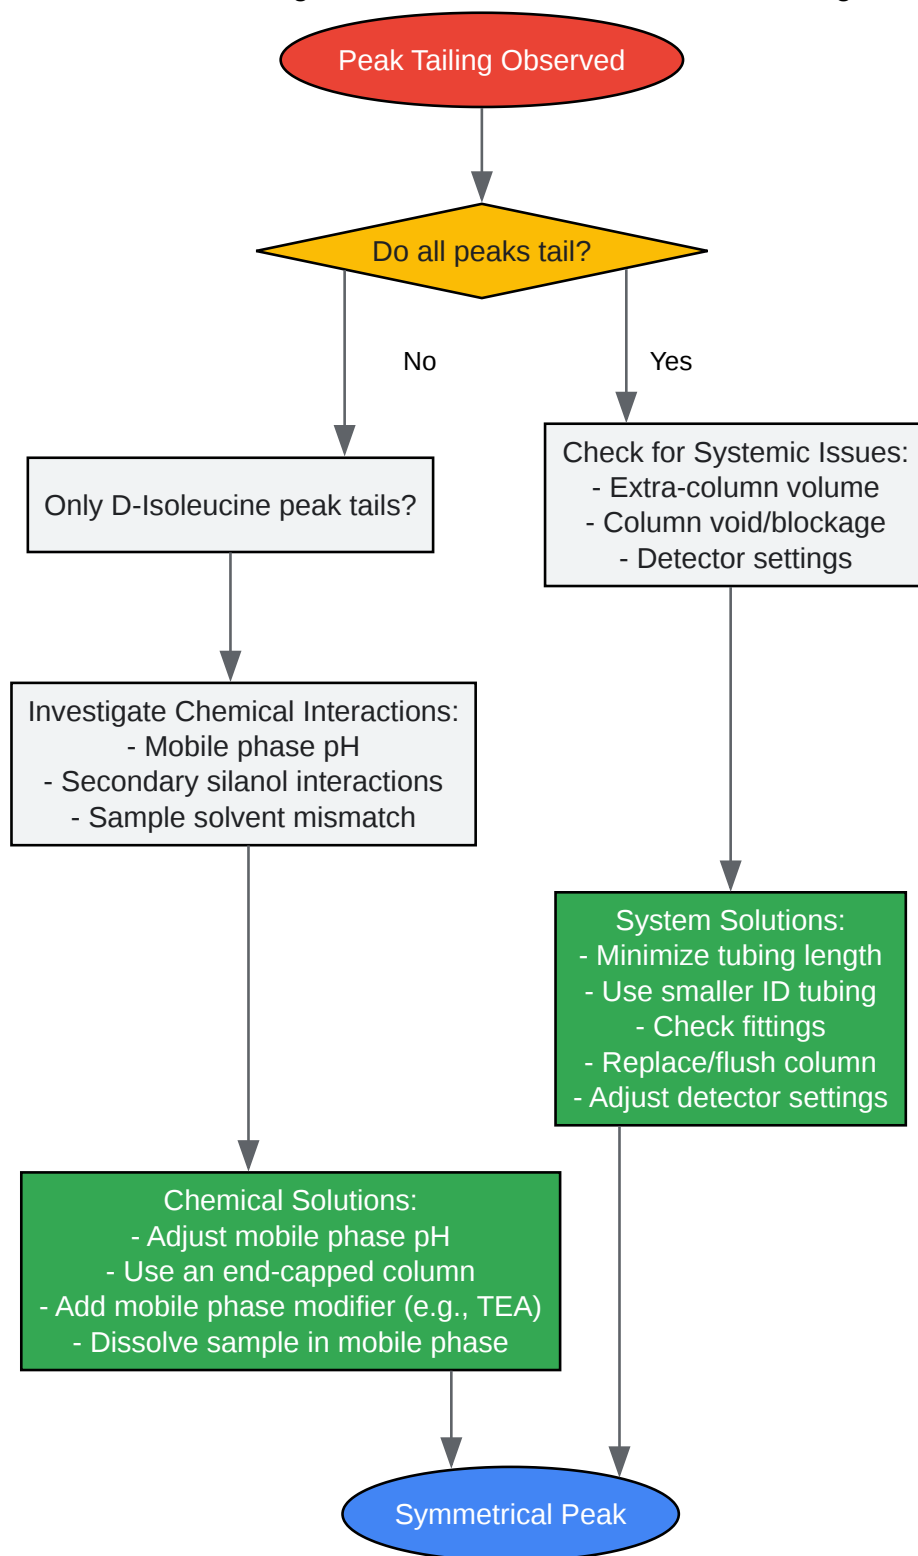 Peak Tailing Observed
Do all peaks tail?
No
Yes
Only D-Isoleucine peak tails?
Check for Systemic Issues:
- Extra-column volume
- Column void/blockage
- Detector settings
Investigate Chemical Interactions:
- Mobile phase pH
- Secondary silanol interactions
- Sample solvent mismatch
System Solutions:
- Minimize tubing length
- Use smaller ID tubing
- Check fittings
- Replace/flush column
- Adjust detector settings
Chemical Solutions:
- Adjust mobile phase pH
- Use an end-capped column
- Add mobile phase modifier (e.g., TEA)
- Dissolve sample in mobile phase
Symmetrical Peak